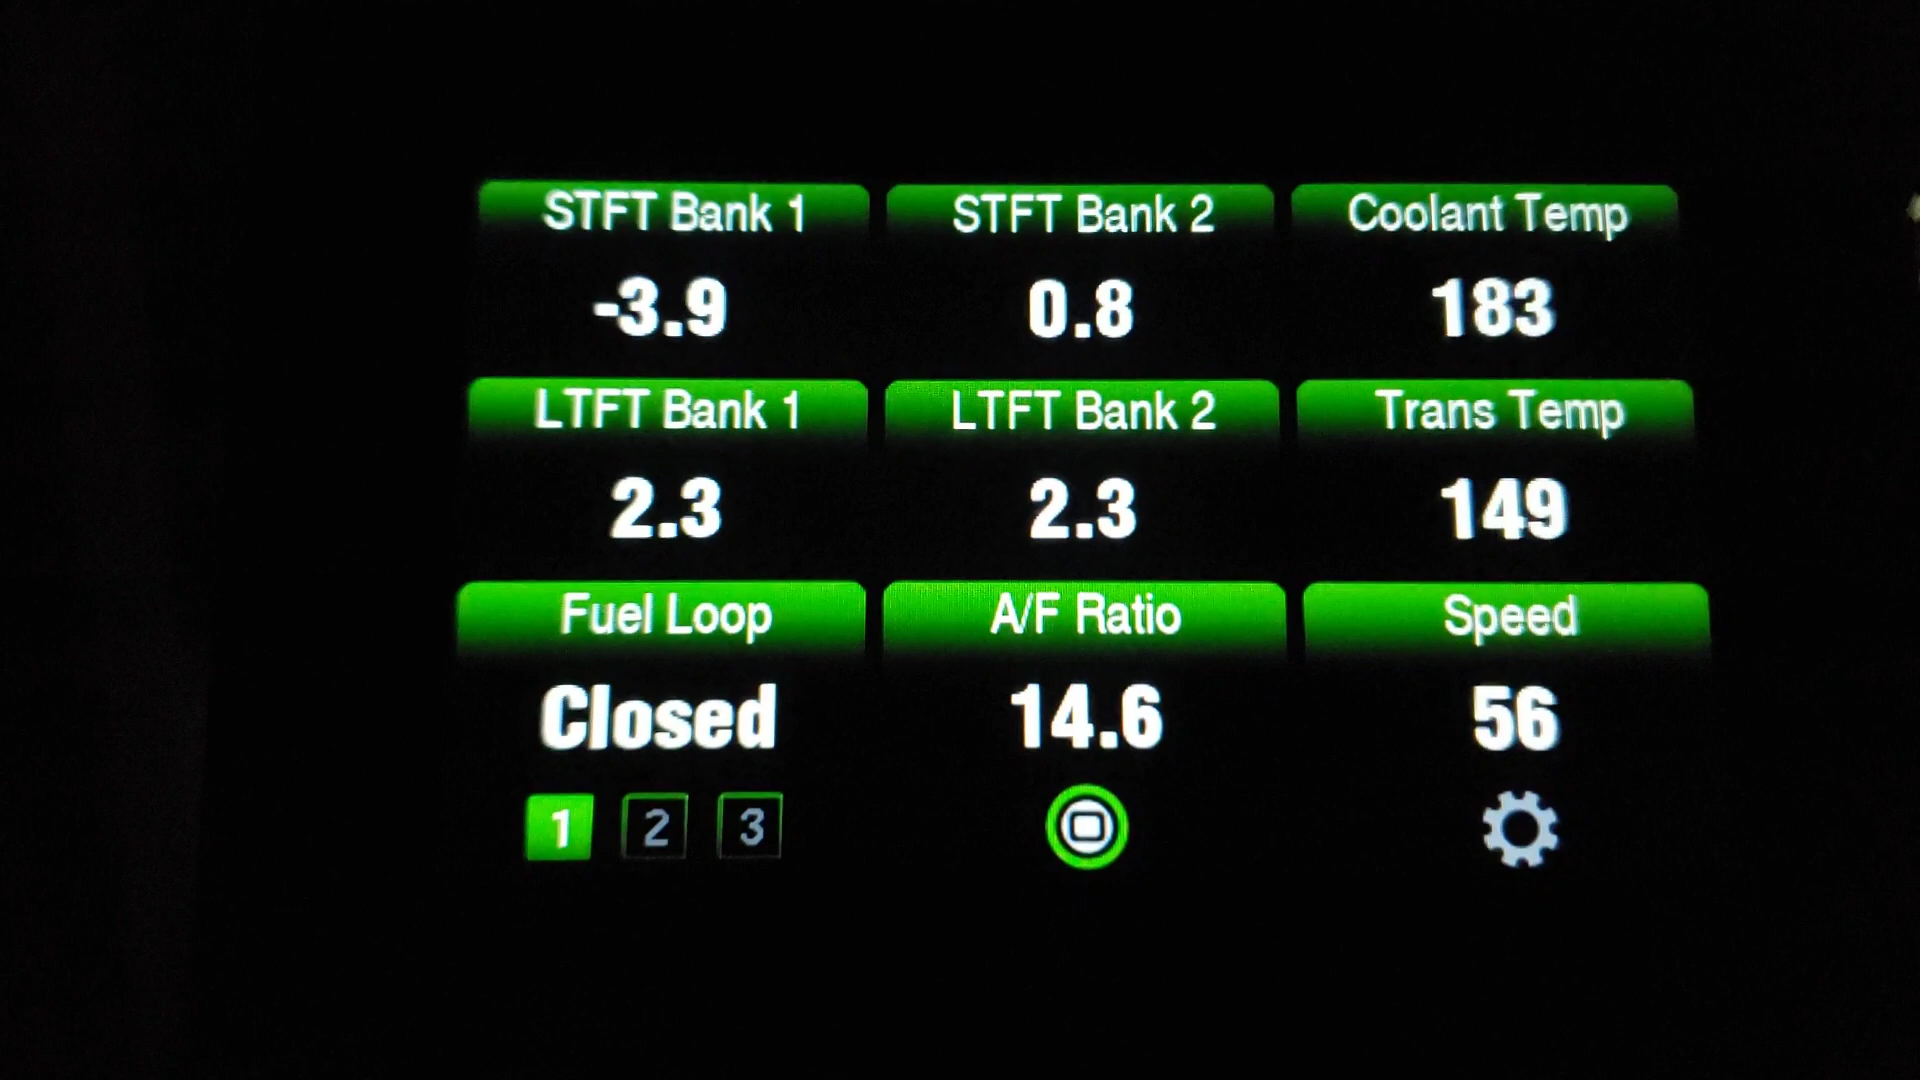 STFT Bank 1 STFT Bank 2 Coolant Temp
-3.9 0.8 183
LTFT Bank 1 LTFT Bank 2 Trans Temp
2.3 2.3 149
Fuel Loop A/F Ratio Speed
Closed 14.6 56
1 2 3